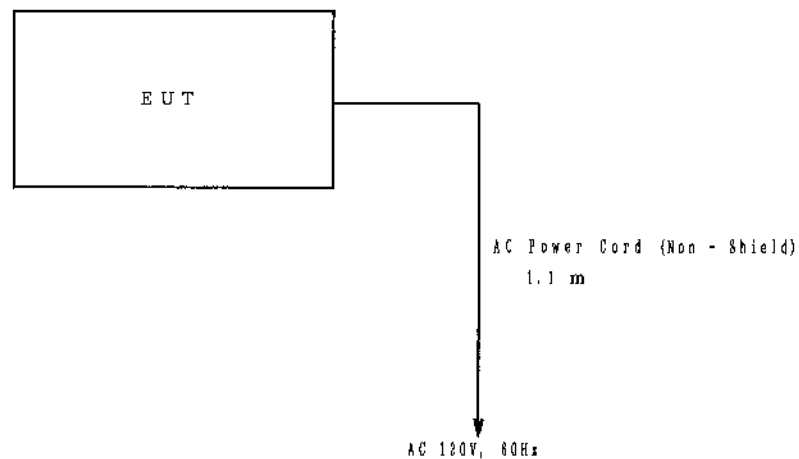 EUT
AC Power Cord (Non - Shield)
1.1 m
AC 120V, 60Hz